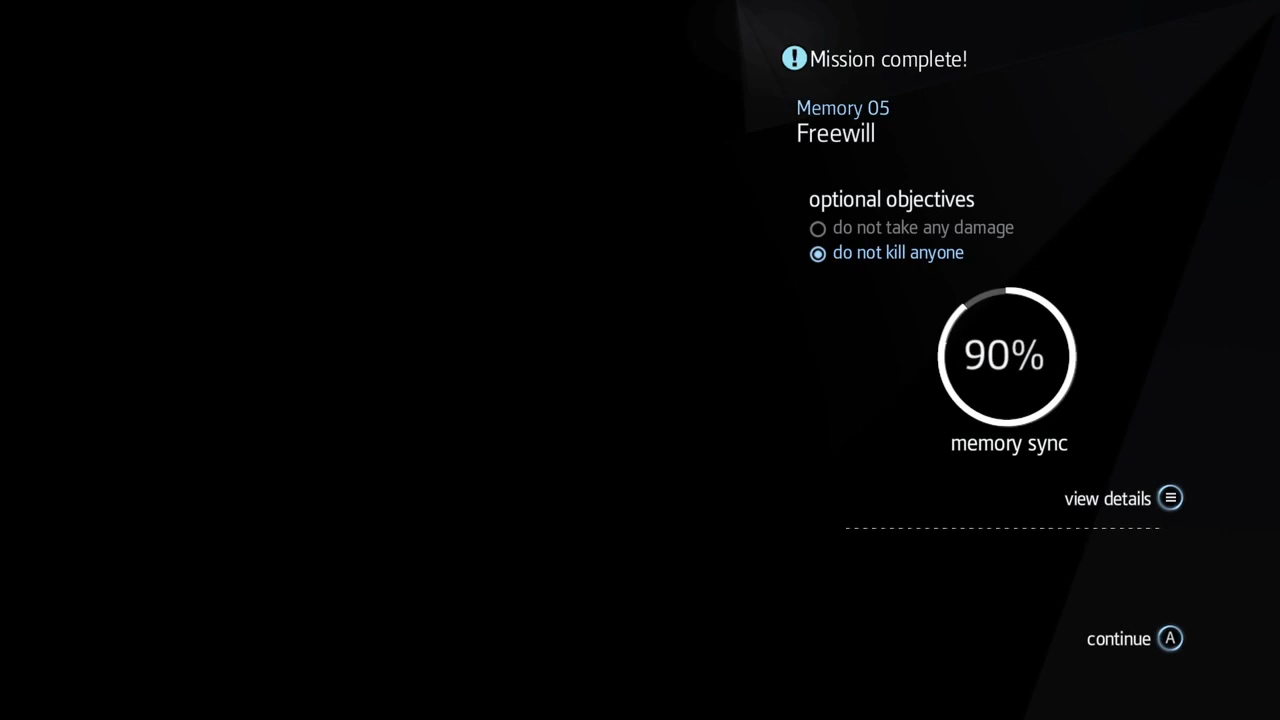 Mission complete!
Memory 05
Freewill
optional objectives
do not take any damage
do not kill anyone
90%
memory sync
view details
continue A